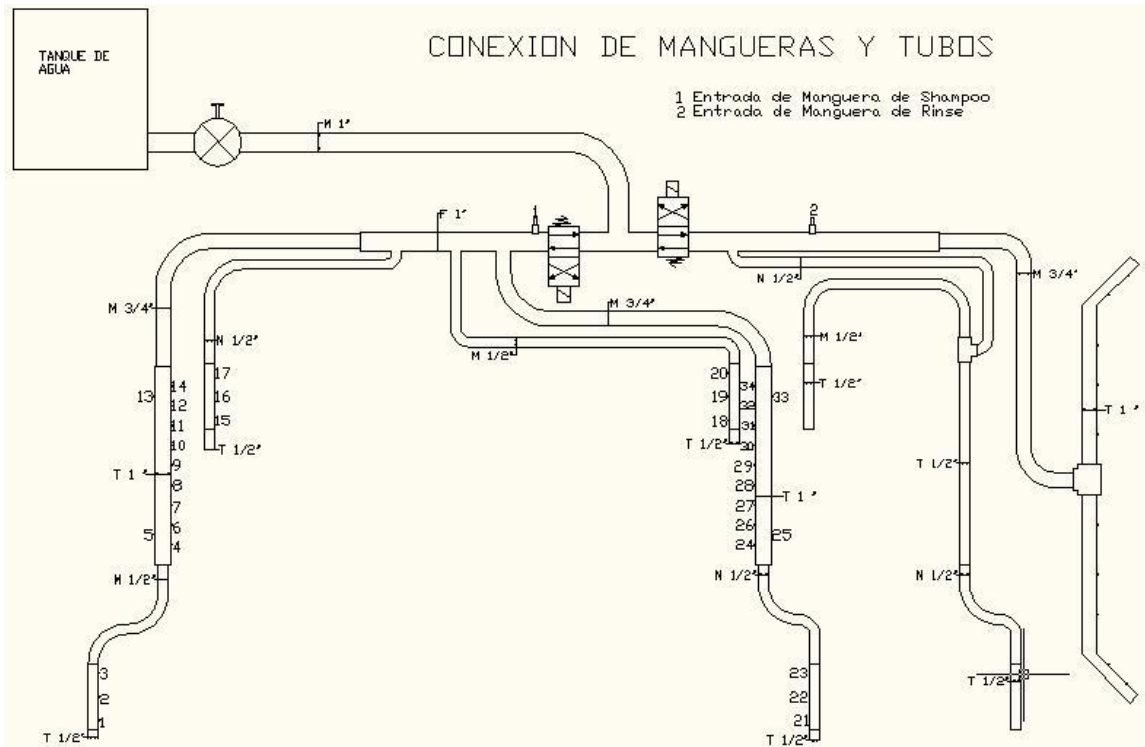 CONEXION DE MANGUERAS Y TUBOS
TANQUE DE
AGUA
1 Entrada de Manguera de Shampoo
2 Entrada de Manguera de Rinse
M 1"
F 1"
1
2
M 3/4"
N 1/2"
M 3/4"
M 1/2"
N 1/2"
M 3/4"
M 1/2"
T 1/2"
T 1"
13
14
12
11
10
9
8
7
6
5
4
T 1"
17
16
15
T 1/2"
20
19
18
T 1/2"
34
33
32
31
30
29
28
27
26
25
24
T 1"
T 1/2"
M 1/2"
N 1/2"
N 1/2"
3
2
1
T 1/2"
23
22
21
T 1/2"
T 1/2"